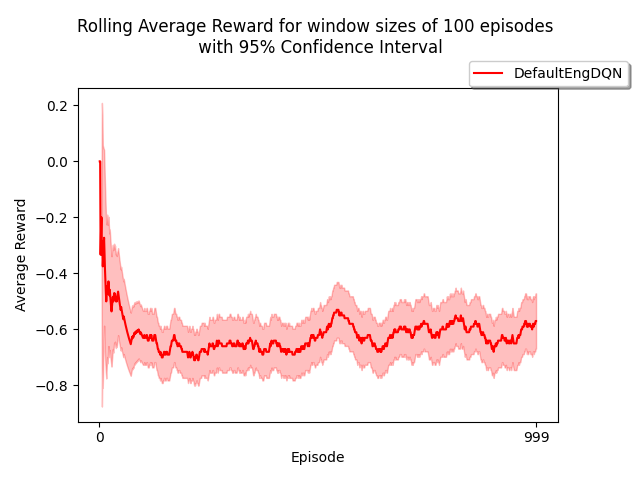 Rolling Average Reward for window sizes of 100 episodes
with 95% Confidence Interval
DefaultEngDQN
0.2
0.0
−0.2
−0.4
−0.6
−0.8
Average Reward
0
999
Episode